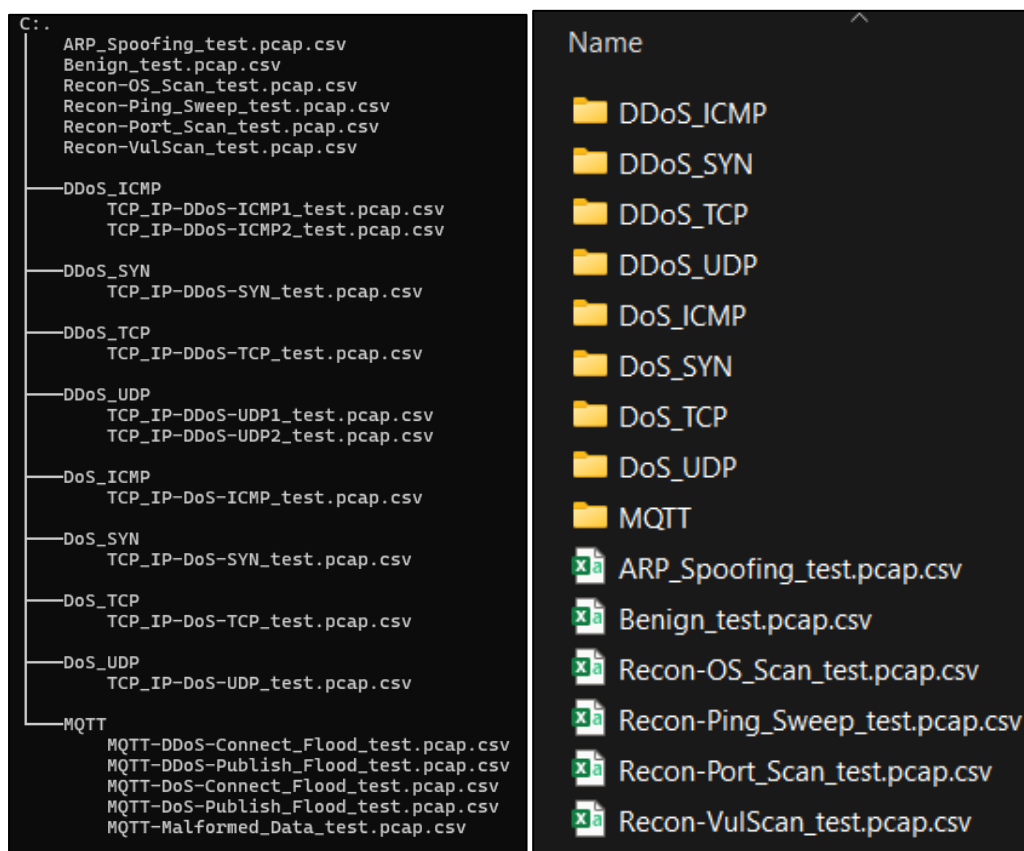 C:.
ARP_Spoofing_test.pcap.csv
Benign_test.pcap.csv
Recon-OS_Scan_test.pcap.csv
Recon-Ping_Sweep_test.pcap.csv
Recon-Port_Scan_test.pcap.csv
Recon-VulScan_test.pcap.csv
DDoS_ICMP
TCP_IP-DDoS-ICMP1_test.pcap.csv
TCP_IP-DDoS-ICMP2_test.pcap.csv
DDoS_SYN
TCP_IP-DDoS-SYN_test.pcap.csv
DDoS_TCP
TCP_IP-DDoS-TCP_test.pcap.csv
DDoS_UDP
TCP_IP-DDoS-UDP1_test.pcap.csv
TCP_IP-DDoS-UDP2_test.pcap.csv
DoS_ICMP
TCP_IP-DoS-ICMP_test.pcap.csv
DoS_SYN
TCP_IP-DoS-SYN_test.pcap.csv
DoS_TCP
TCP_IP-DoS-TCP_test.pcap.csv
DoS_UDP
TCP_IP-DoS-UDP_test.pcap.csv
MQTT
MQTT-DDoS-Connect_Flood_test.pcap.csv
MQTT-DDoS-Publish_Flood_test.pcap.csv
MQTT-DoS-Connect_Flood_test.pcap.csv
MQTT-DoS-Publish_Flood_test.pcap.csv
MQTT-Malformed_Data_test.pcap.csv
Name
DDoS_ICMP
DDoS_SYN
DDoS_TCP
DDoS_UDP
DoS_ICMP
DoS_SYN
DoS_TCP
DoS_UDP
MQTT
ARP_Spoofing_test.pcap.csv
Benign_test.pcap.csv
Recon-OS_Scan_test.pcap.csv
Recon-Ping_Sweep_test.pcap.csv
Recon-Port_Scan_test.pcap.csv
Recon-VulScan_test.pcap.csv